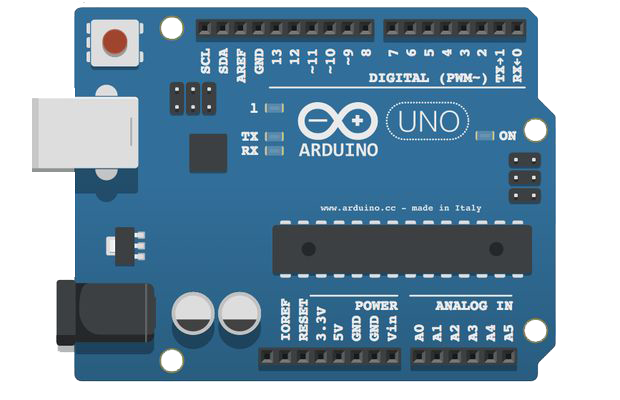 SCL
SDA
AREF
GND
13
12
~11
~10
~9
8
7
6
5
4
3
2
TX→1
RX←0
DIGITAL (PWM~)
1
TX
RX
ARDUINO
UNO
ON
www.arduino.cc - made in Italy
POWER
ANALOG IN
IOREF
RESET
3.3V
5V
GND
GND
Vin
A0
A1
A2
A3
A4
A5